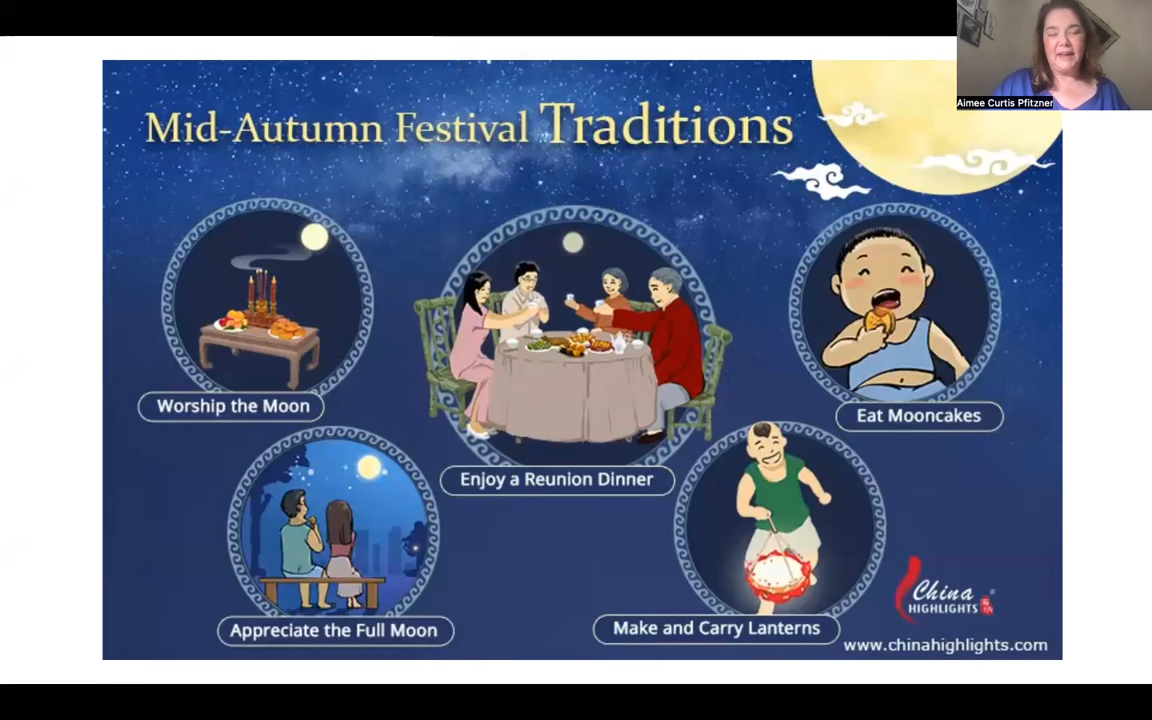 Aimee Curtis Pfitzner
Mid-Autumn Festival Traditions
Worship the Moon
Enjoy a Reunion Dinner
Eat Mooncakes
Appreciate the Full Moon
Make and Carry Lanterns
China
HIGHLIGHTS
www.chinahighlights.com